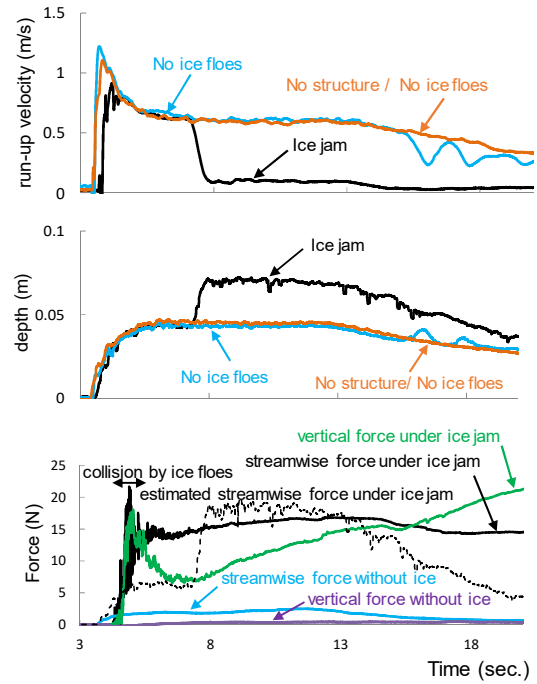 run-up velocity (m/s)
1.5
1
0.5
0
No ice floes
No structure / No ice floes
Ice jam
depth (m)
0.1
0.05
0
Ice jam
No ice floes
No structure/ No ice floes
Force (N)
25
20
15
10
5
0
vertical force under ice jam
collision by ice floes
streamwise force under ice jam
estimated streamwise force under ice jam
streamwise force without ice
vertical force without ice
3
8
13
18
Time (sec.)